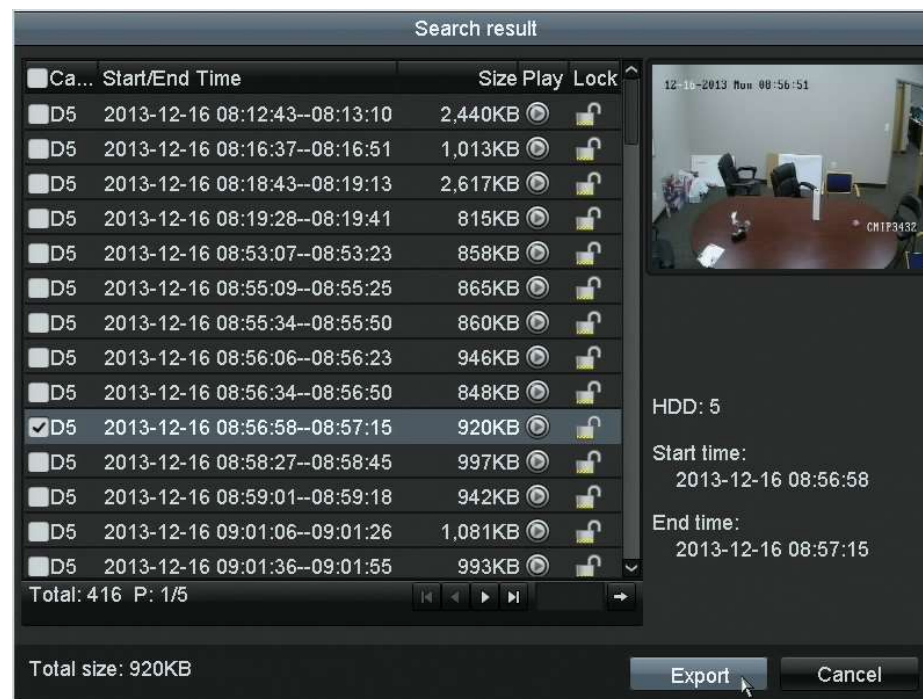 Search result
Ca... Start/End Time Size Play Lock
D5 2013-12-16 08:12:43--08:13:10 2,440KB
D5 2013-12-16 08:16:37--08:16:51 1,013KB
D5 2013-12-16 08:18:43--08:19:13 2,617KB
D5 2013-12-16 08:19:28--08:19:41 815KB
D5 2013-12-16 08:53:07--08:53:23 858KB
D5 2013-12-16 08:55:09--08:55:25 865KB
D5 2013-12-16 08:55:34--08:55:50 860KB
D5 2013-12-16 08:56:06--08:56:23 946KB
D5 2013-12-16 08:56:34--08:56:50 848KB
D5 2013-12-16 08:56:58--08:57:15 920KB
D5 2013-12-16 08:58:27--08:58:45 997KB
D5 2013-12-16 08:59:01--08:59:18 942KB
D5 2013-12-16 09:01:06--09:01:26 1,081KB
D5 2013-12-16 09:01:36--09:01:55 993KB
Total: 416 P: 1/5
12-16-2013 Mon 08:56:51
CMIP3432
HDD: 5
Start time:
2013-12-16 08:56:58
End time:
2013-12-16 08:57:15
Total size: 920KB
Export
Cancel